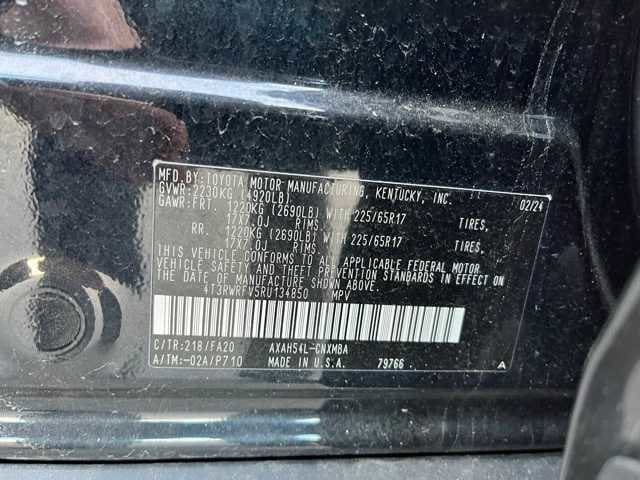 MFD.BY:TOYOTA MOTOR MANUFACTURING, KENTUCKY, INC.
GVWR:2230KG (4920LB) 02/24
GAWR:FRT. 1220KG (2690LB) WITH 225/65R17 TIRES,
17X7.0J RIMS.
RR. 1220KG (2690LB) WITH 225/65R17 TIRES,
17X7.0J RIMS.
THIS VEHICLE CONFORMS TO ALL APPLICABLE FEDERAL MOTOR
VEHICLE SAFETY AND THEFT PREVENTION STANDARDS IN EFFECT ON
THE DATE OF MANUFACTURE SHOWN ABOVE.
4T3RWRFV5RU134850 MPV
C/TR:218/FA20 AXAH54L-CNXMBA
A/TM:-02A/P710 MADE IN U.S.A. 79766 A